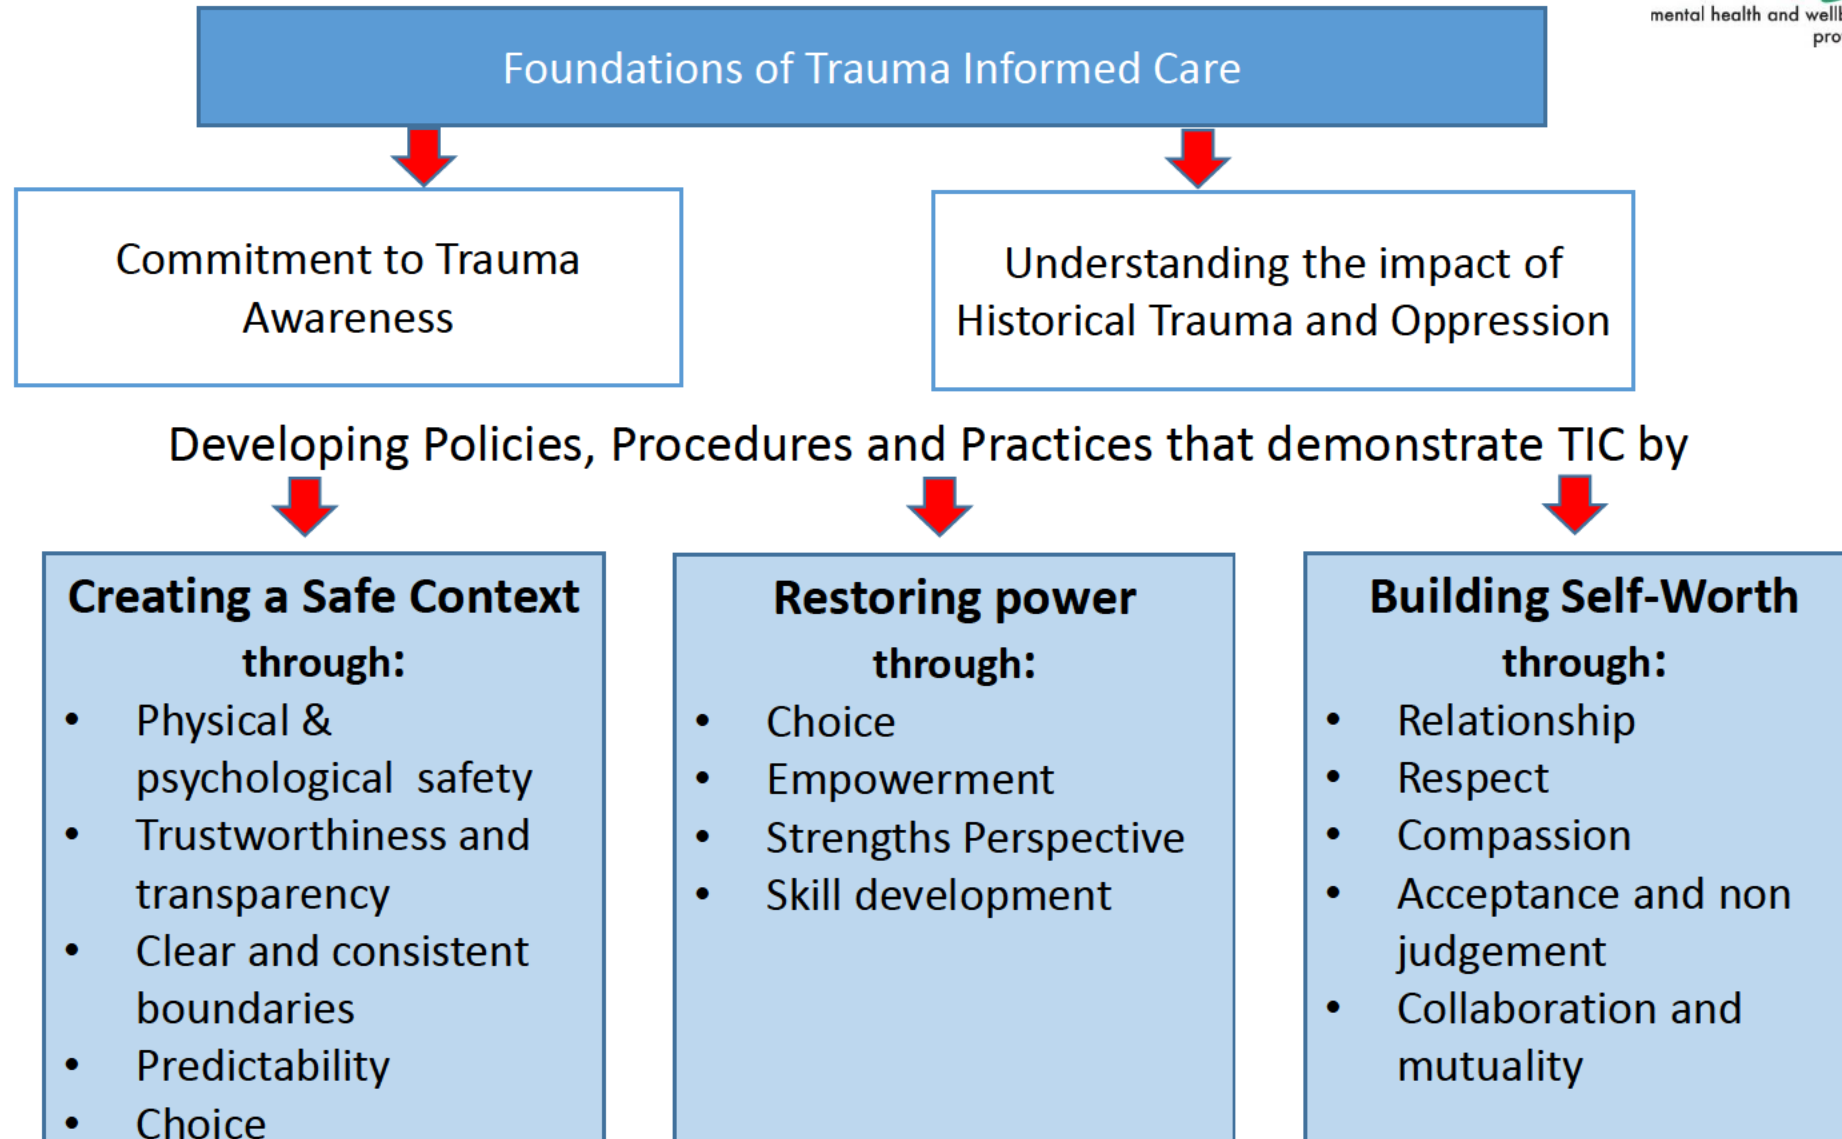 mental health and well
Foundations of Trauma Informed Care
Commitment to Trauma
Awareness
Understanding the impact of
Historical Trauma and Oppression
Developing Policies, Procedures and Practices that demonstrate TIC by
Creating a Safe Context
through:
• Physical &
psychological safety
• Trustworthiness and
transparency
• Clear and consistent
boundaries
• Predictability
• Choice
Restoring power
through:
• Choice
• Empowerment
• Strengths Perspective
• Skill development
Building Self-Worth
through:
• Relationship
• Respect
• Compassion
• Acceptance and non
judgement
• Collaboration and
mutuality